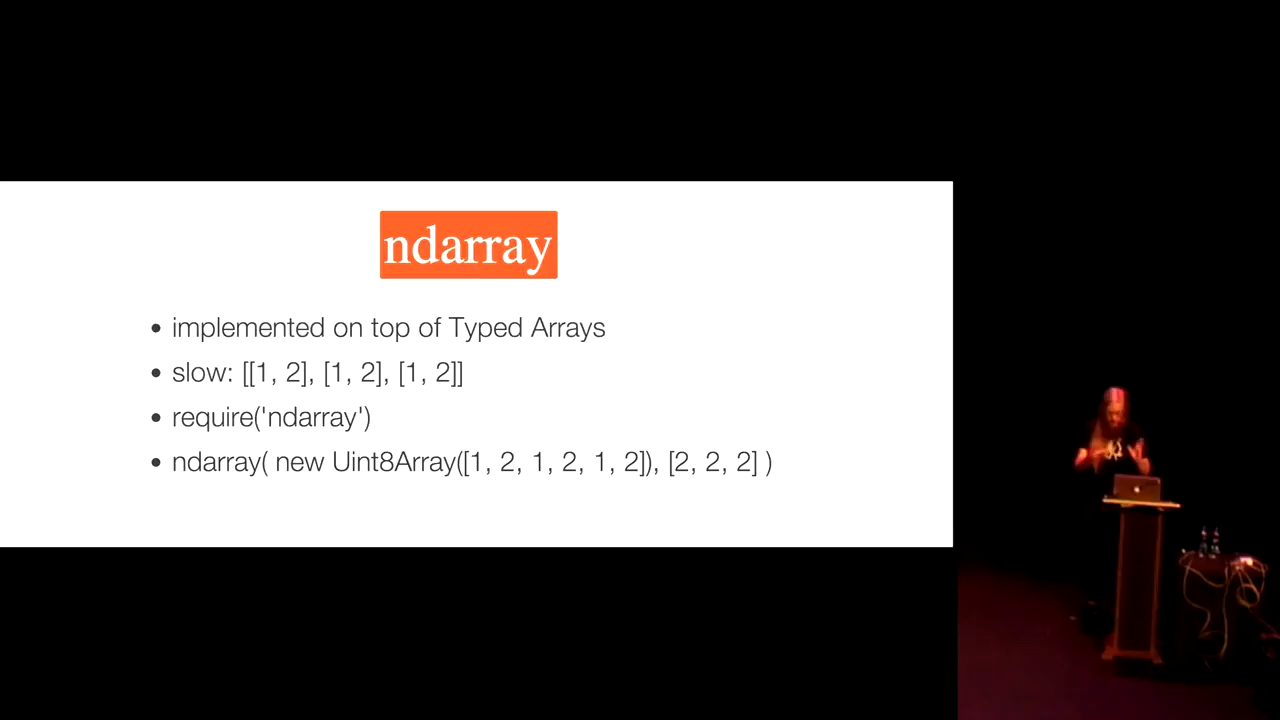 ndarray
• implemented on top of Typed Arrays
• slow: [[1, 2], [1, 2], [1, 2]]
• require('ndarray')
• ndarray( new Uint8Array([1, 2, 1, 2, 1, 2]), [2, 2, 2] )